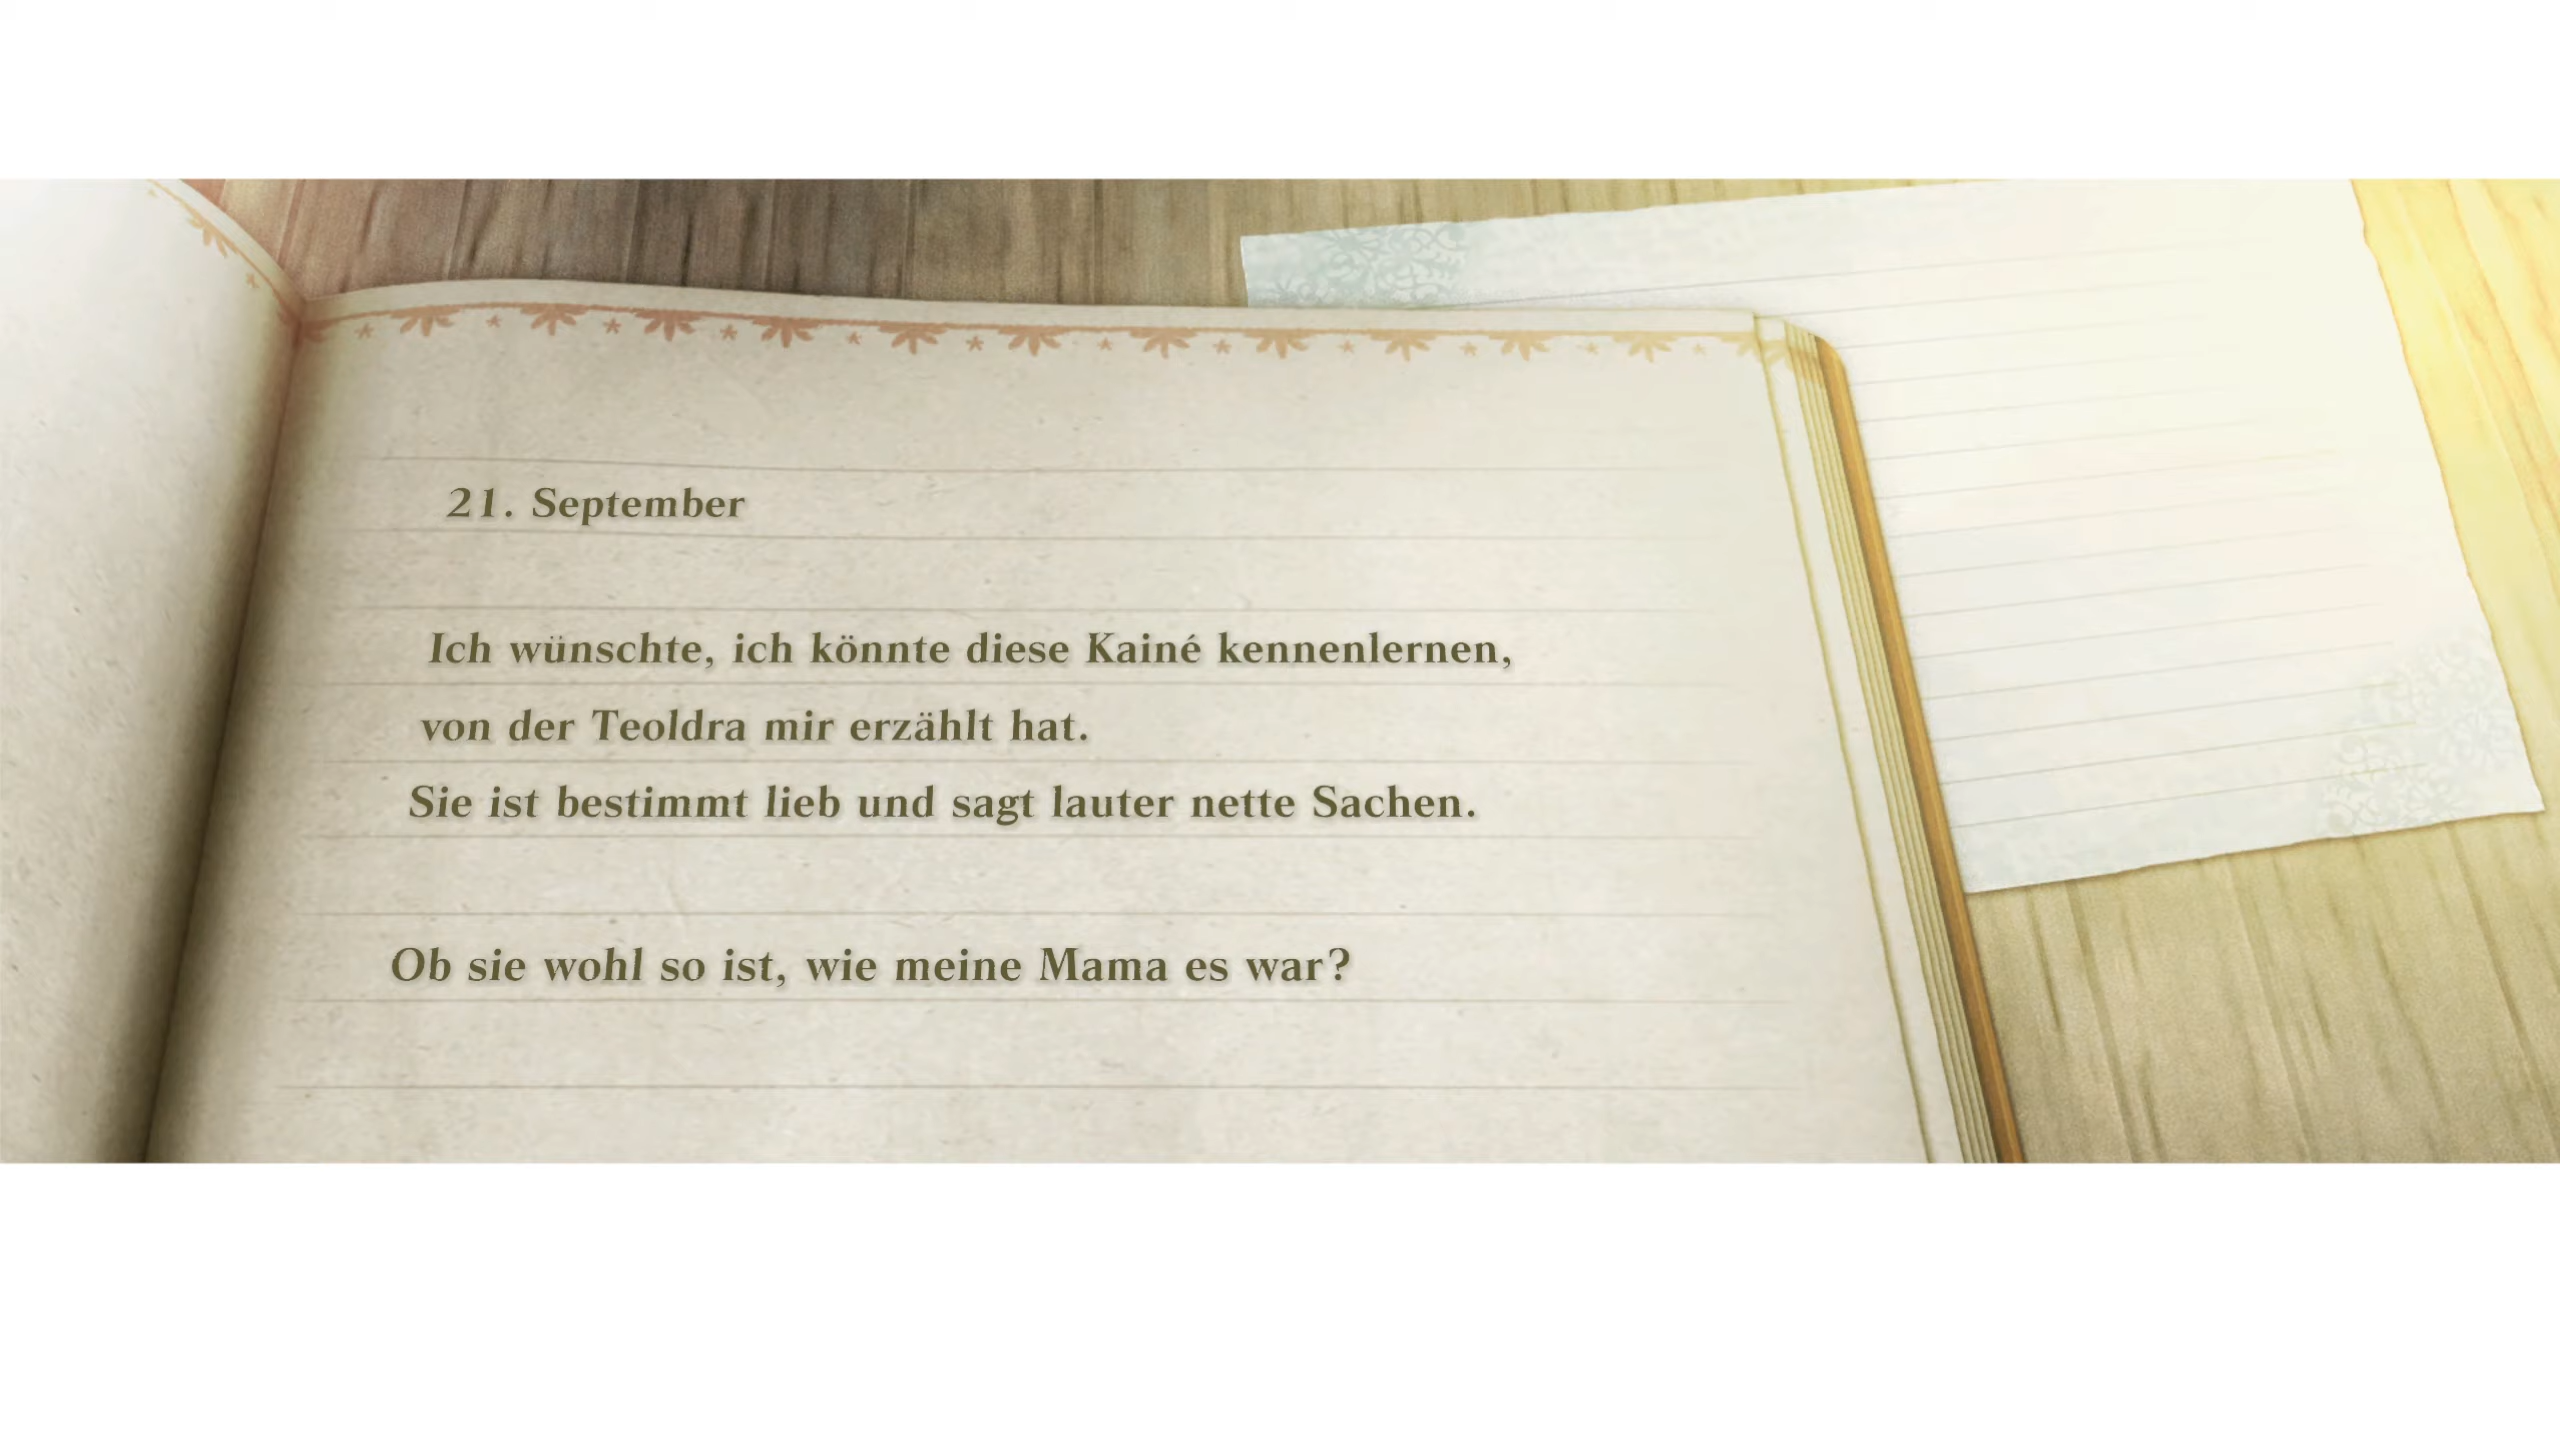 21. September
Ich wünschte, ich könnte diese Kainé kennenlernen,
von der Teoldra mir erzählt hat.
Sie ist bestimmt lieb und sagt lauter nette Sachen.
Ob sie wohl so ist, wie meine Mama es war?